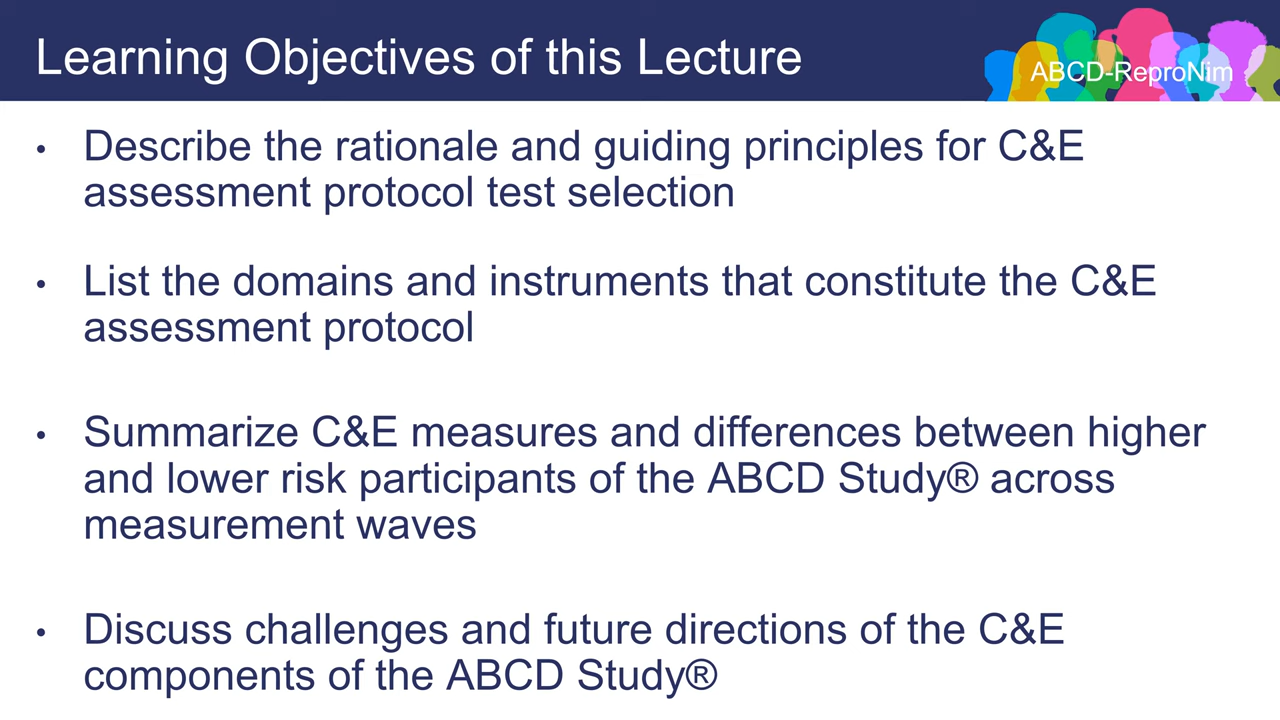 Learning Objectives of this Lecture
ABCD-ReproNim
• Describe the rationale and guiding principles for C&E
assessment protocol test selection
• List the domains and instruments that constitute the C&E
assessment protocol
• Summarize C&E measures and differences between higher
and lower risk participants of the ABCD Study® across
measurement waves
• Discuss challenges and future directions of the C&E
components of the ABCD Study®